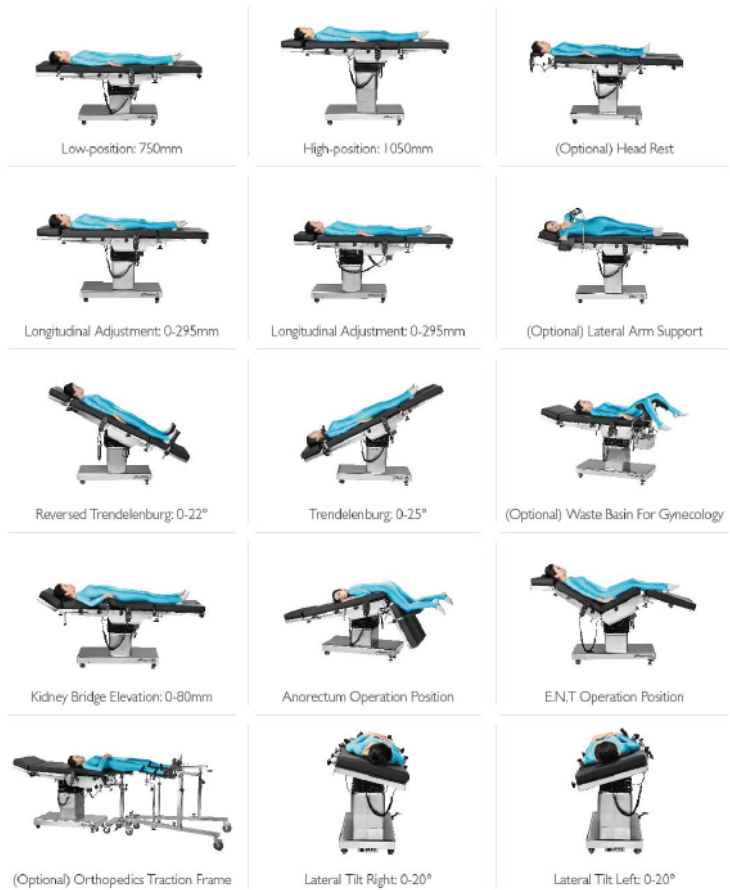 Low-position: 750mm
High-position: 1050mm
(Optional) Head Rest
Longitudinal Adjustment: 0-295mm
Longitudinal Adjustment: 0-295mm
(Optional) Lateral Arm Support
Reversed Trendelenburg: 0-22°
Trendelenburg: 0-25°
(Optional) Waste Basin For Gynecology
Kidney Bridge Elevation: 0-80mm
Anorectum Operation Position
E.N.T Operation Position
(Optional) Orthopedics Traction Frame
Lateral Tilt Right: 0-20°
Lateral Tilt Left: 0-20°